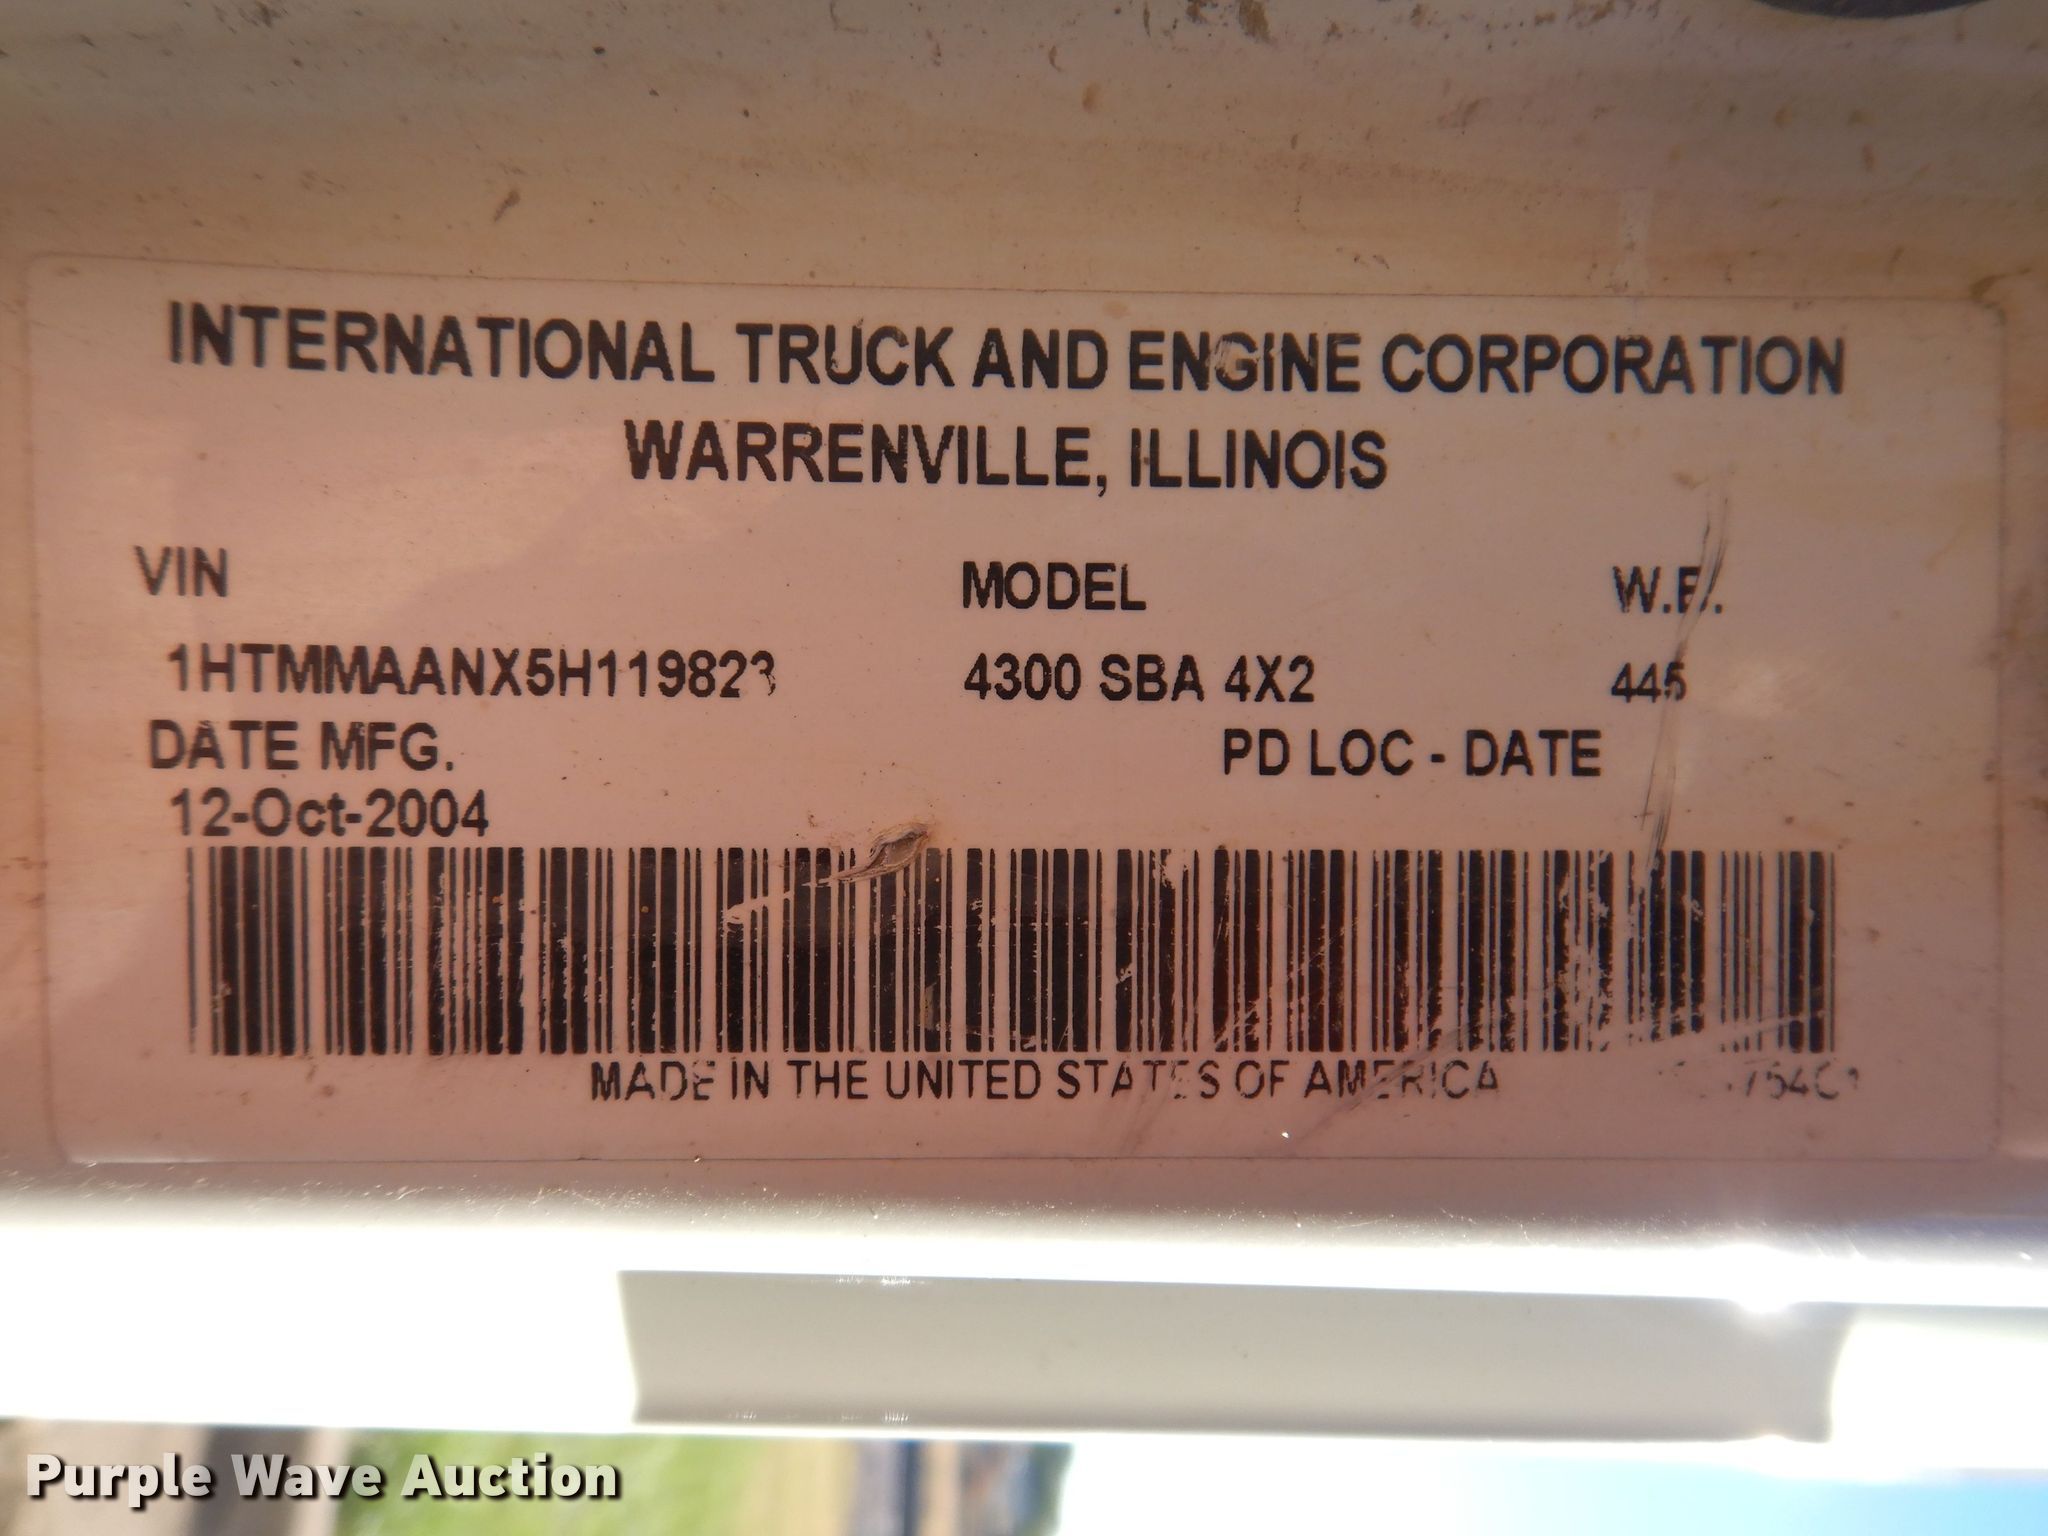 INTERNATIONAL TRUCK AND ENGINE CORPORATION
WARRENVILLE, ILLINOIS
VIN MODEL W.B.
1HTMMAANX5H119823 4300 SBA 4X2 445
DATE MFG. PD LOC - DATE
12-Oct-2004
MADE IN THE UNITED STATES OF AMERICA
Purple Wave Auction